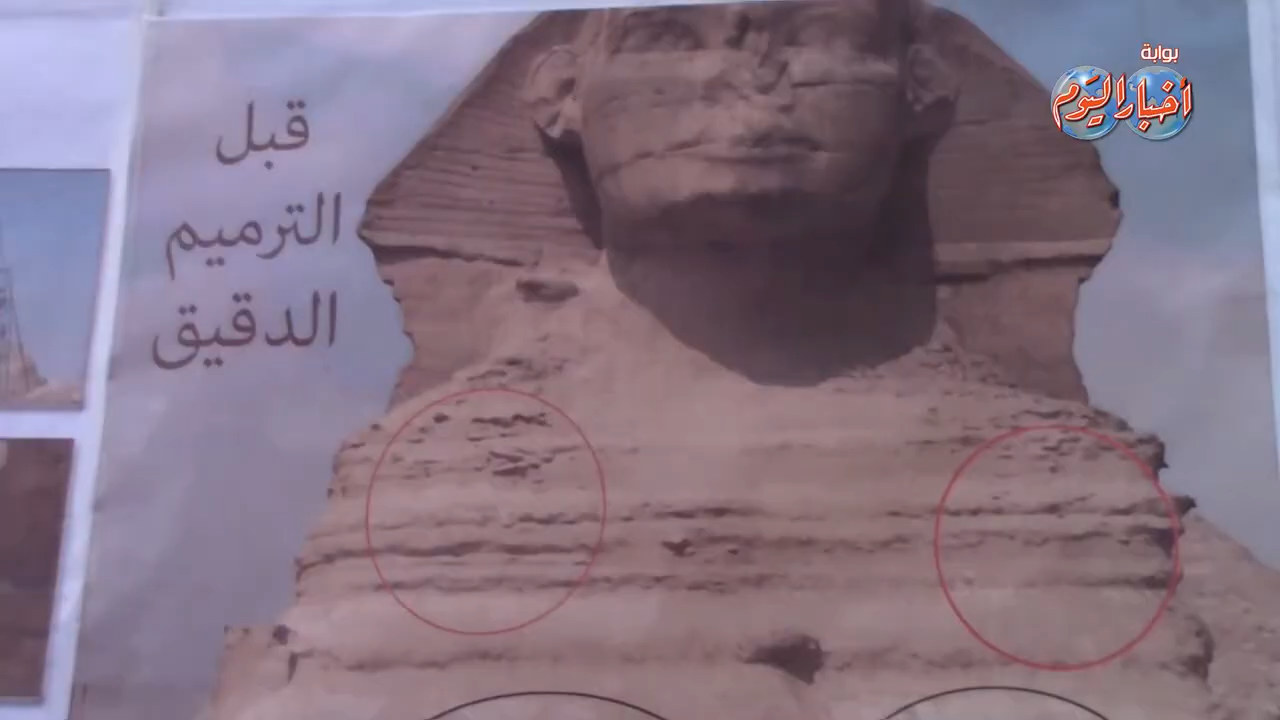 بوابة
أخبار اليوم
قبل
الترميم
الدقيق